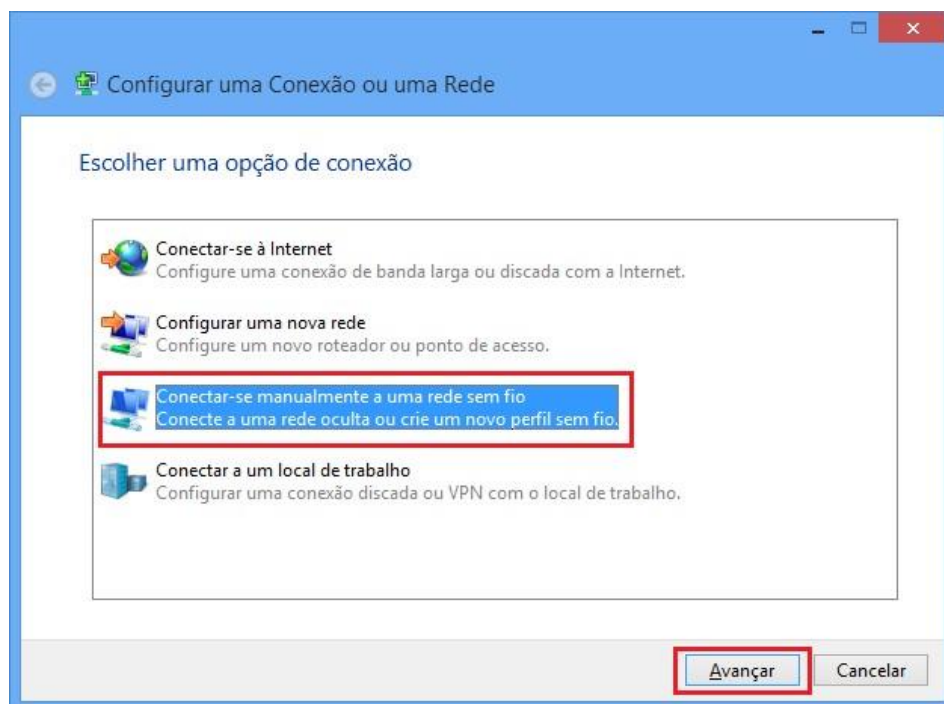 Configurar uma Conexão ou uma Rede
Escolher uma opção de conexão
Conectar-se à Internet
Configure uma conexão de banda larga ou discada com a Internet.
Configurar uma nova rede
Configure um novo roteador ou ponto de acesso.
Conectar-se manualmente a uma rede sem fio
Conecte a uma rede oculta ou crie um novo perfil sem fio.
Conectar a um local de trabalho
Configurar uma conexão discada ou VPN com o local de trabalho.
Avançar
Cancelar